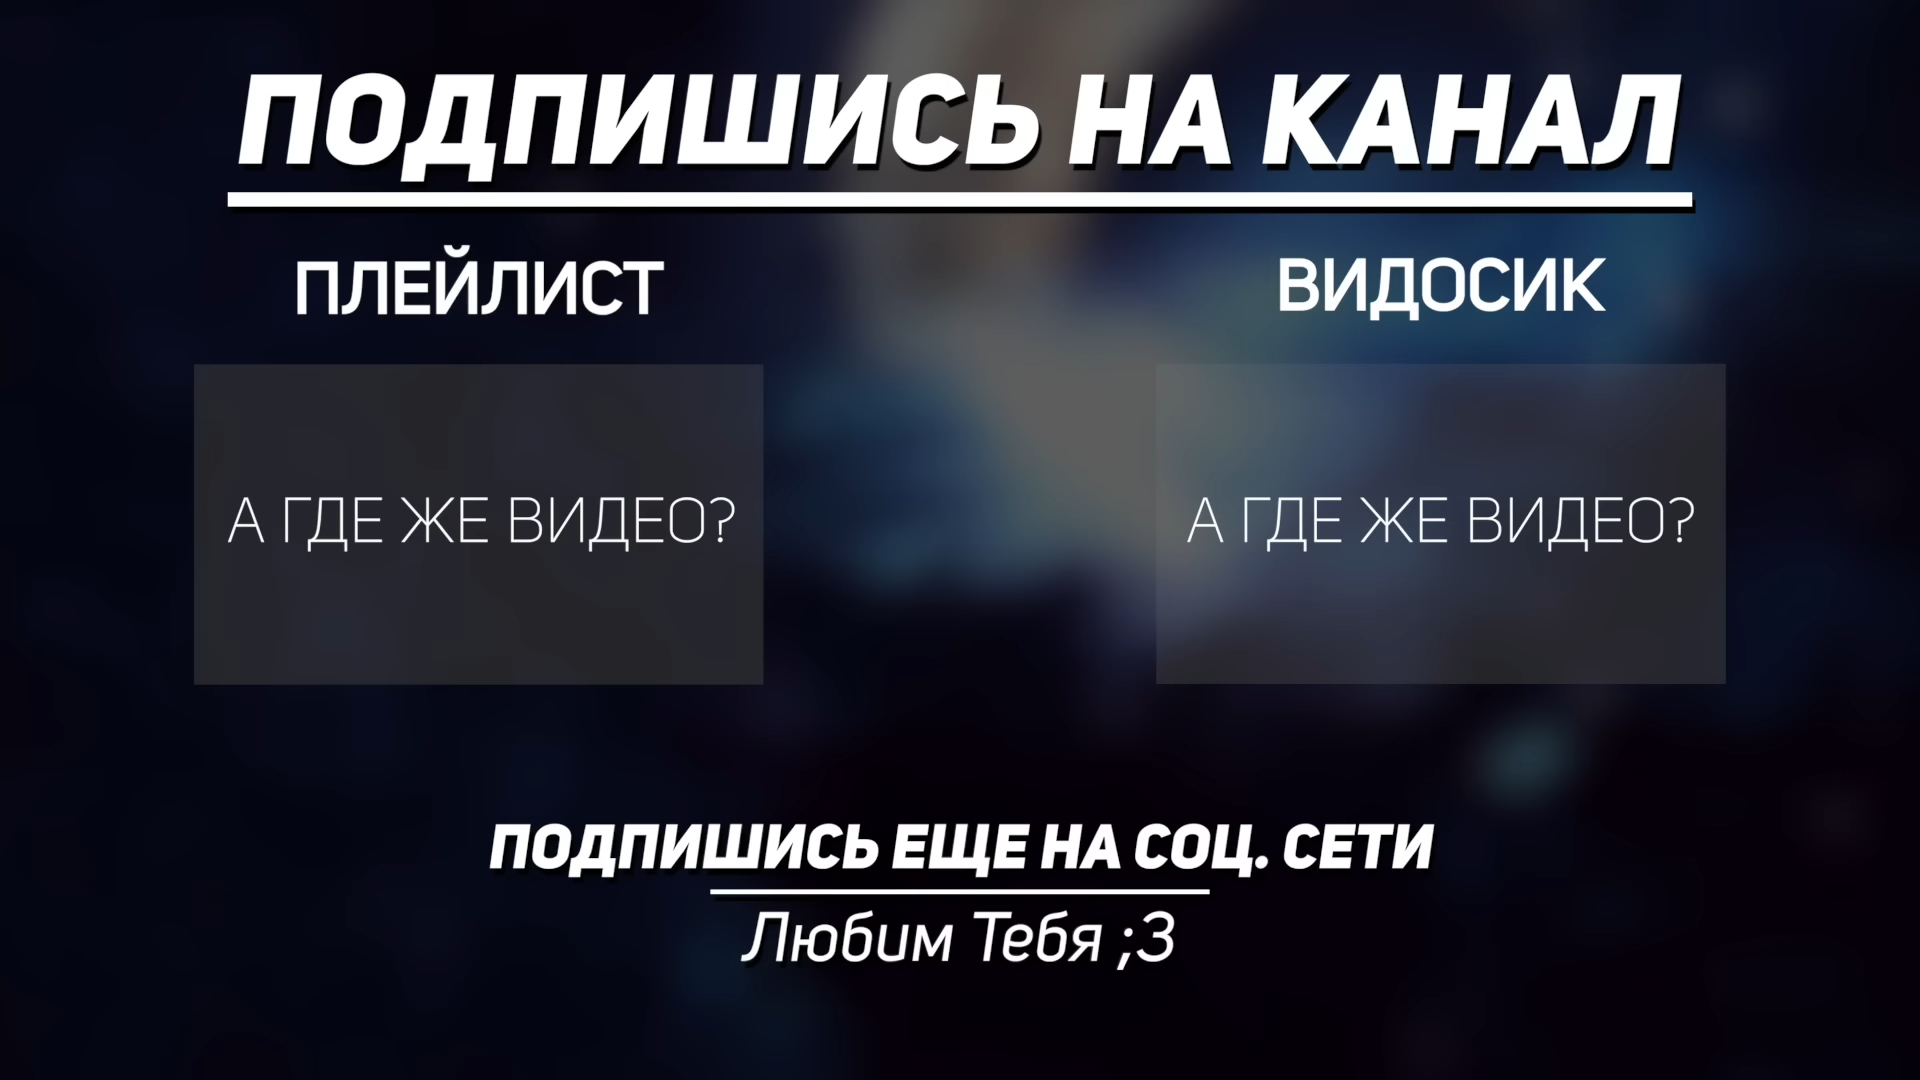 ПОДПИШИСЬ НА КАНАЛ
ПЛЕЙЛИСТ
ВИДОСИК
А ГДЕ ЖЕ ВИДЕО?
А ГДЕ ЖЕ ВИДЕО?
ПОДПИШИСЬ ЕЩЕ НА СОЦ. СЕТИ
Любим Тебя ;3